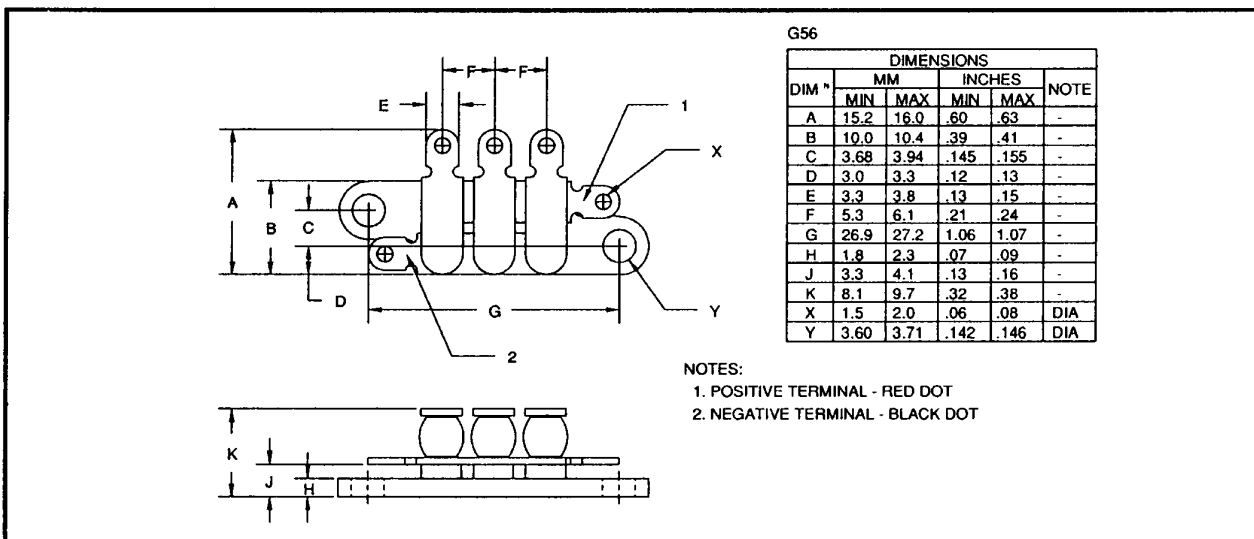 G56
DIMENSIONS
DIM N MM INCHES NOTE
MIN MAX MIN MAX
A 15.2 16.0 .60 .63 -
B 10.0 10.4 .39 .41 -
C 3.68 3.94 .145 .155 -
D 3.0 3.3 .12 .13 -
E 3.3 3.8 .13 .15 -
F 5.3 6.1 .21 .24 -
G 26.9 27.2 1.06 1.07 -
H 1.8 2.3 .07 .09 -
J 3.3 4.1 .13 .16 -
K 8.1 9.7 .32 .38 -
X 1.5 2.0 .06 .08 DIA
Y 3.60 3.71 .142 .146 DIA
F F
E
1
X
A
B
C
D
G
Y
2
NOTES:
1. POSITIVE TERMINAL - RED DOT
2. NEGATIVE TERMINAL - BLACK DOT
K
J
H